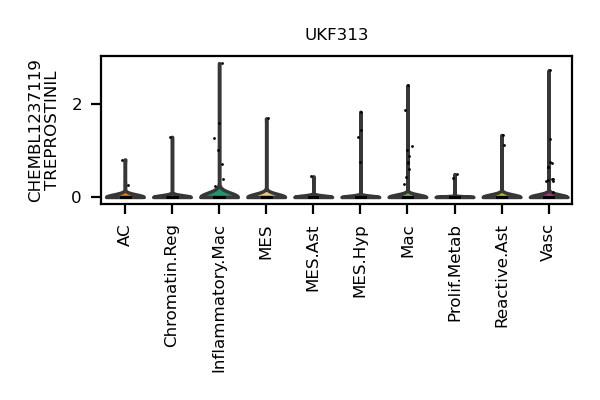 UKF313
CHEMBL1237119
TREPROSTINIL
2
0
AC
Chromatin.Reg
Inflammatory.Mac
MES
MES.Ast
MES.Hyp
Mac
Prolif.Metab
Reactive.Ast
Vasc